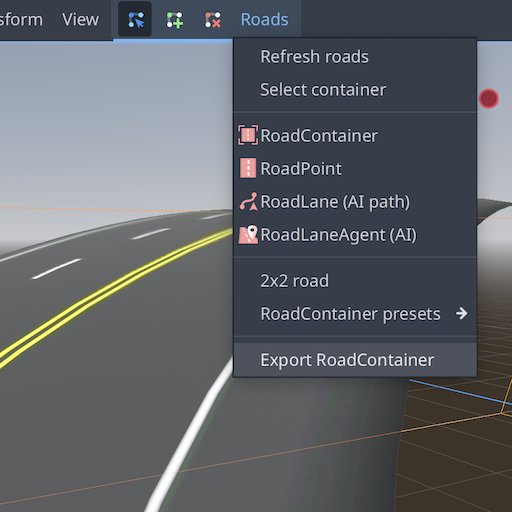 sform View Roads
Refresh roads
Select container
RoadContainer
RoadPoint
RoadLane (AI path)
RoadLaneAgent (AI)
2x2 road
RoadContainer presets
Export RoadContainer